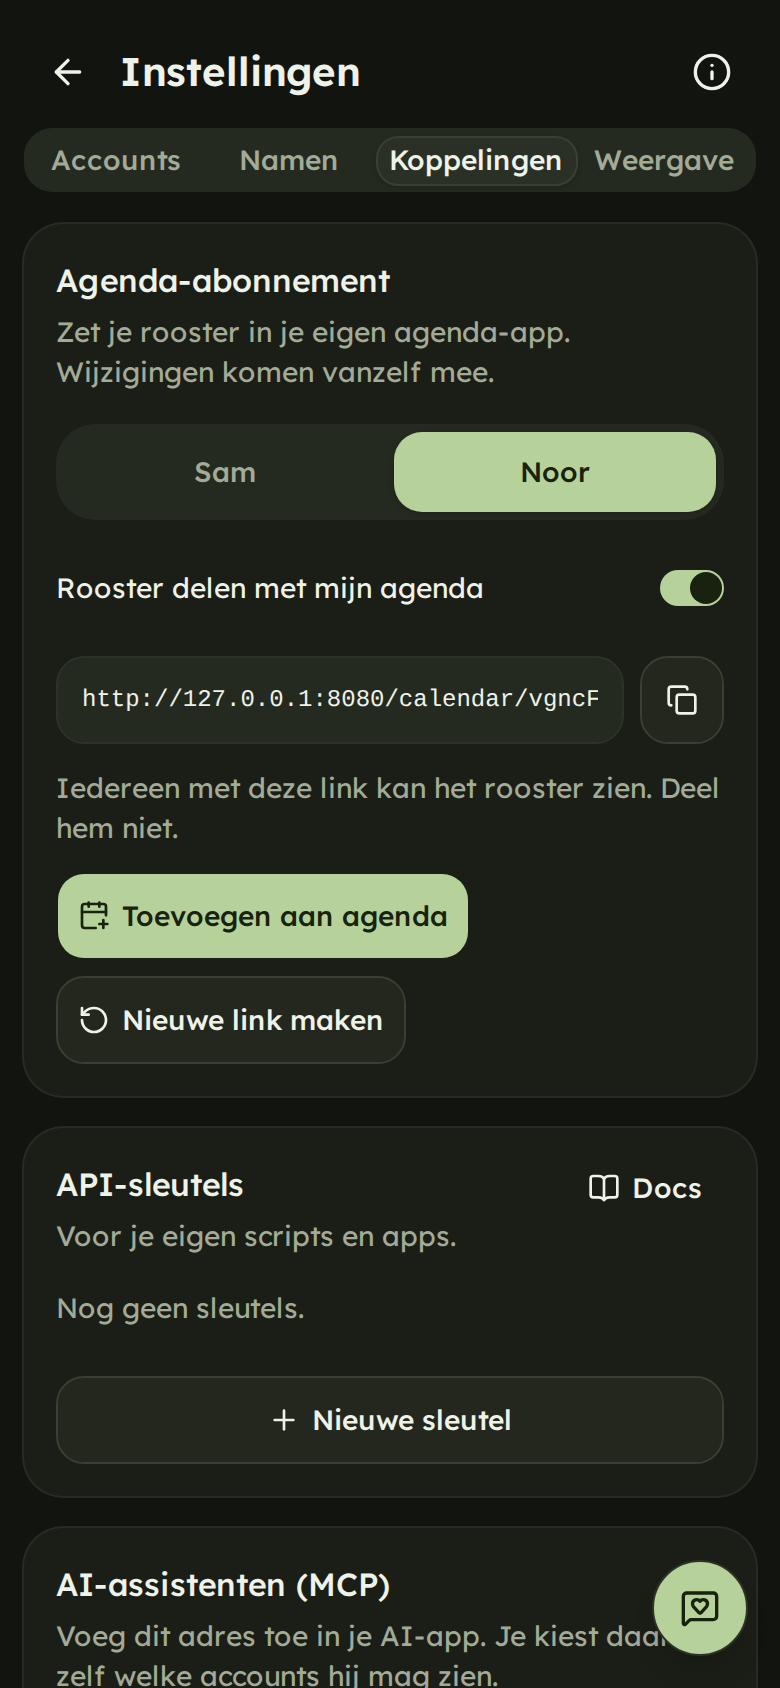 Instellingen
Accounts Namen Koppelingen Weergave
Agenda-abonnement
Zet je rooster in je eigen agenda-app.
Wijzigingen komen vanzelf mee.
Sam Noor
Rooster delen met mijn agenda
http://127.0.0.1:8080/calendar/vgncF
Iedereen met deze link kan het rooster zien. Deel
hem niet.
Toevoegen aan agenda
Nieuwe link maken
API-sleutels Docs
Voor je eigen scripts en apps.
Nog geen sleutels.
Nieuwe sleutel
AI-assistenten (MCP)
Voeg dit adres toe in je AI-app. Je kiest
zelf welke accounts hij mag zien.